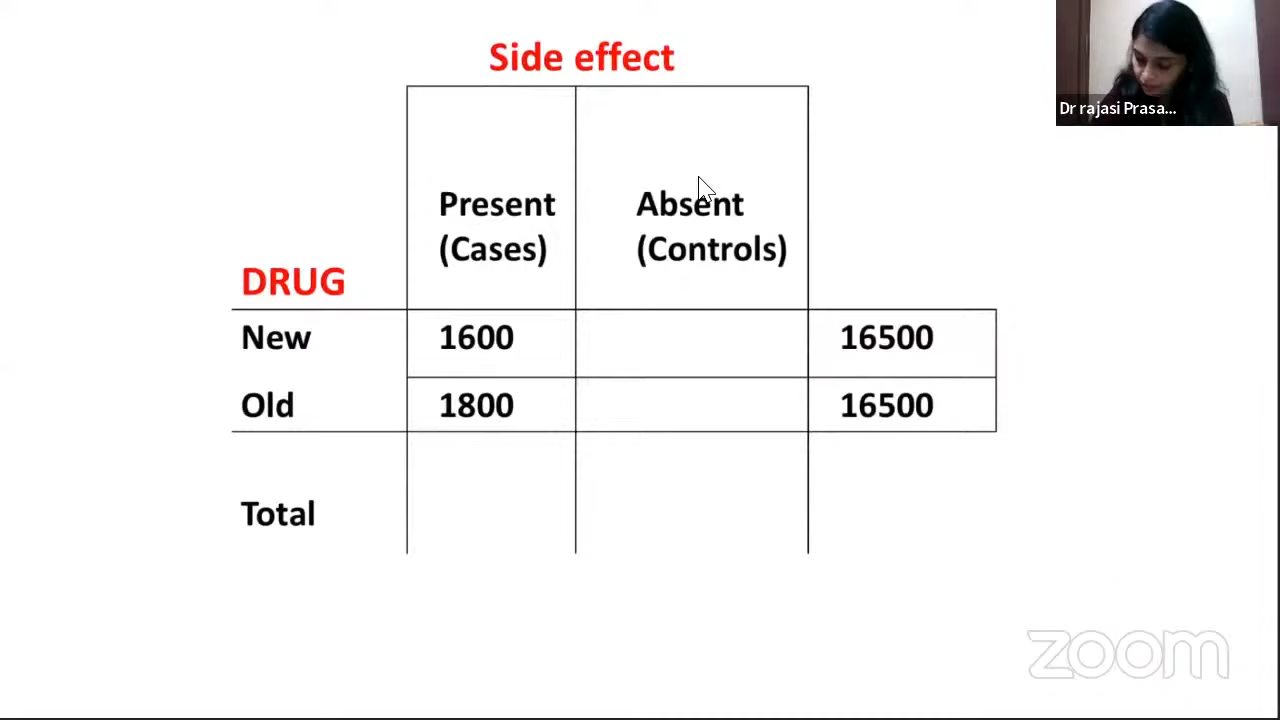 Side effect
Dr rajasi Prasa...
Present Absent
(Cases) (Controls)
DRUG
New 1600 16500
Old 1800 16500
Total
zoom